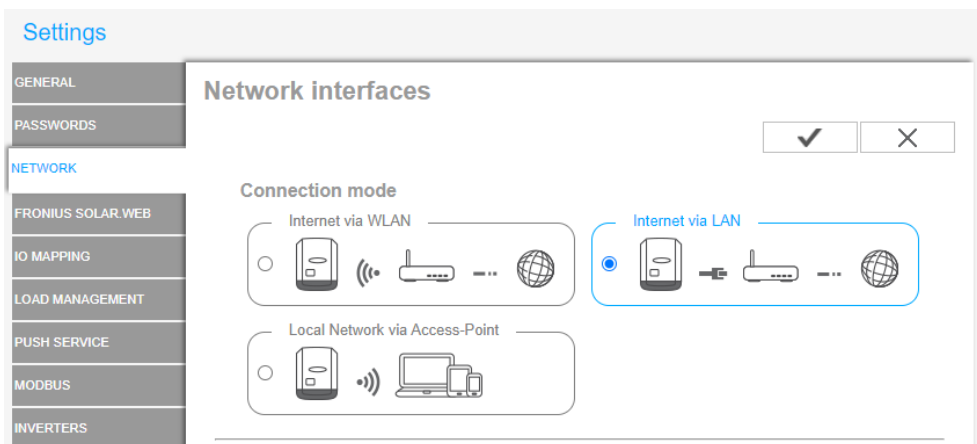 Settings
GENERAL
PASSWORDS
NETWORK
FRONIUS SOLAR.WEB
IO MAPPING
LOAD MANAGEMENT
PUSH SERVICE
MODBUS
INVERTERS
Network interfaces
Connection mode
Internet via WLAN
Internet via LAN
Local Network via Access-Point